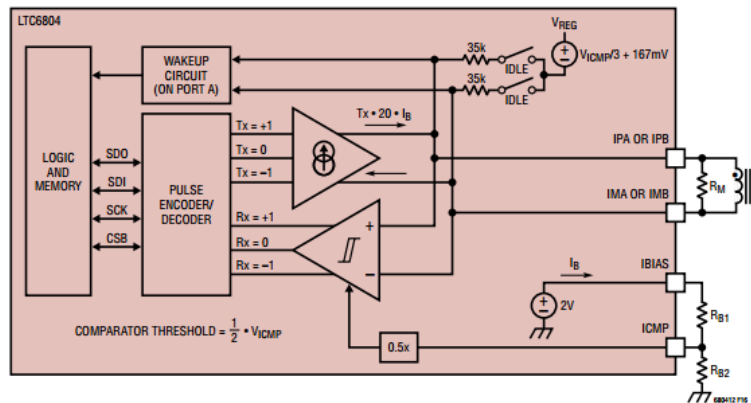 LTC6804
WAKEUP
CIRCUIT
(ON PORT A)
35k
IDLE
35k
IDLE
VREG
VICMP/3 + 167mV
LOGIC
AND
MEMORY
SDO
SDI
SCK
CSB
PULSE
ENCODER/
DECODER
Tx = +1
Tx = 0
Tx = –1
Tx • 20 • IB
Rx = +1
Rx = 0
Rx = –1
+
–
IPA OR IPB
RM
IMA OR IMB
IBIAS
IB
+
–
2V
RB1
ICMP
RB2
COMPARATOR THRESHOLD = 1/2 • VICMP
0.5x
680412 F16